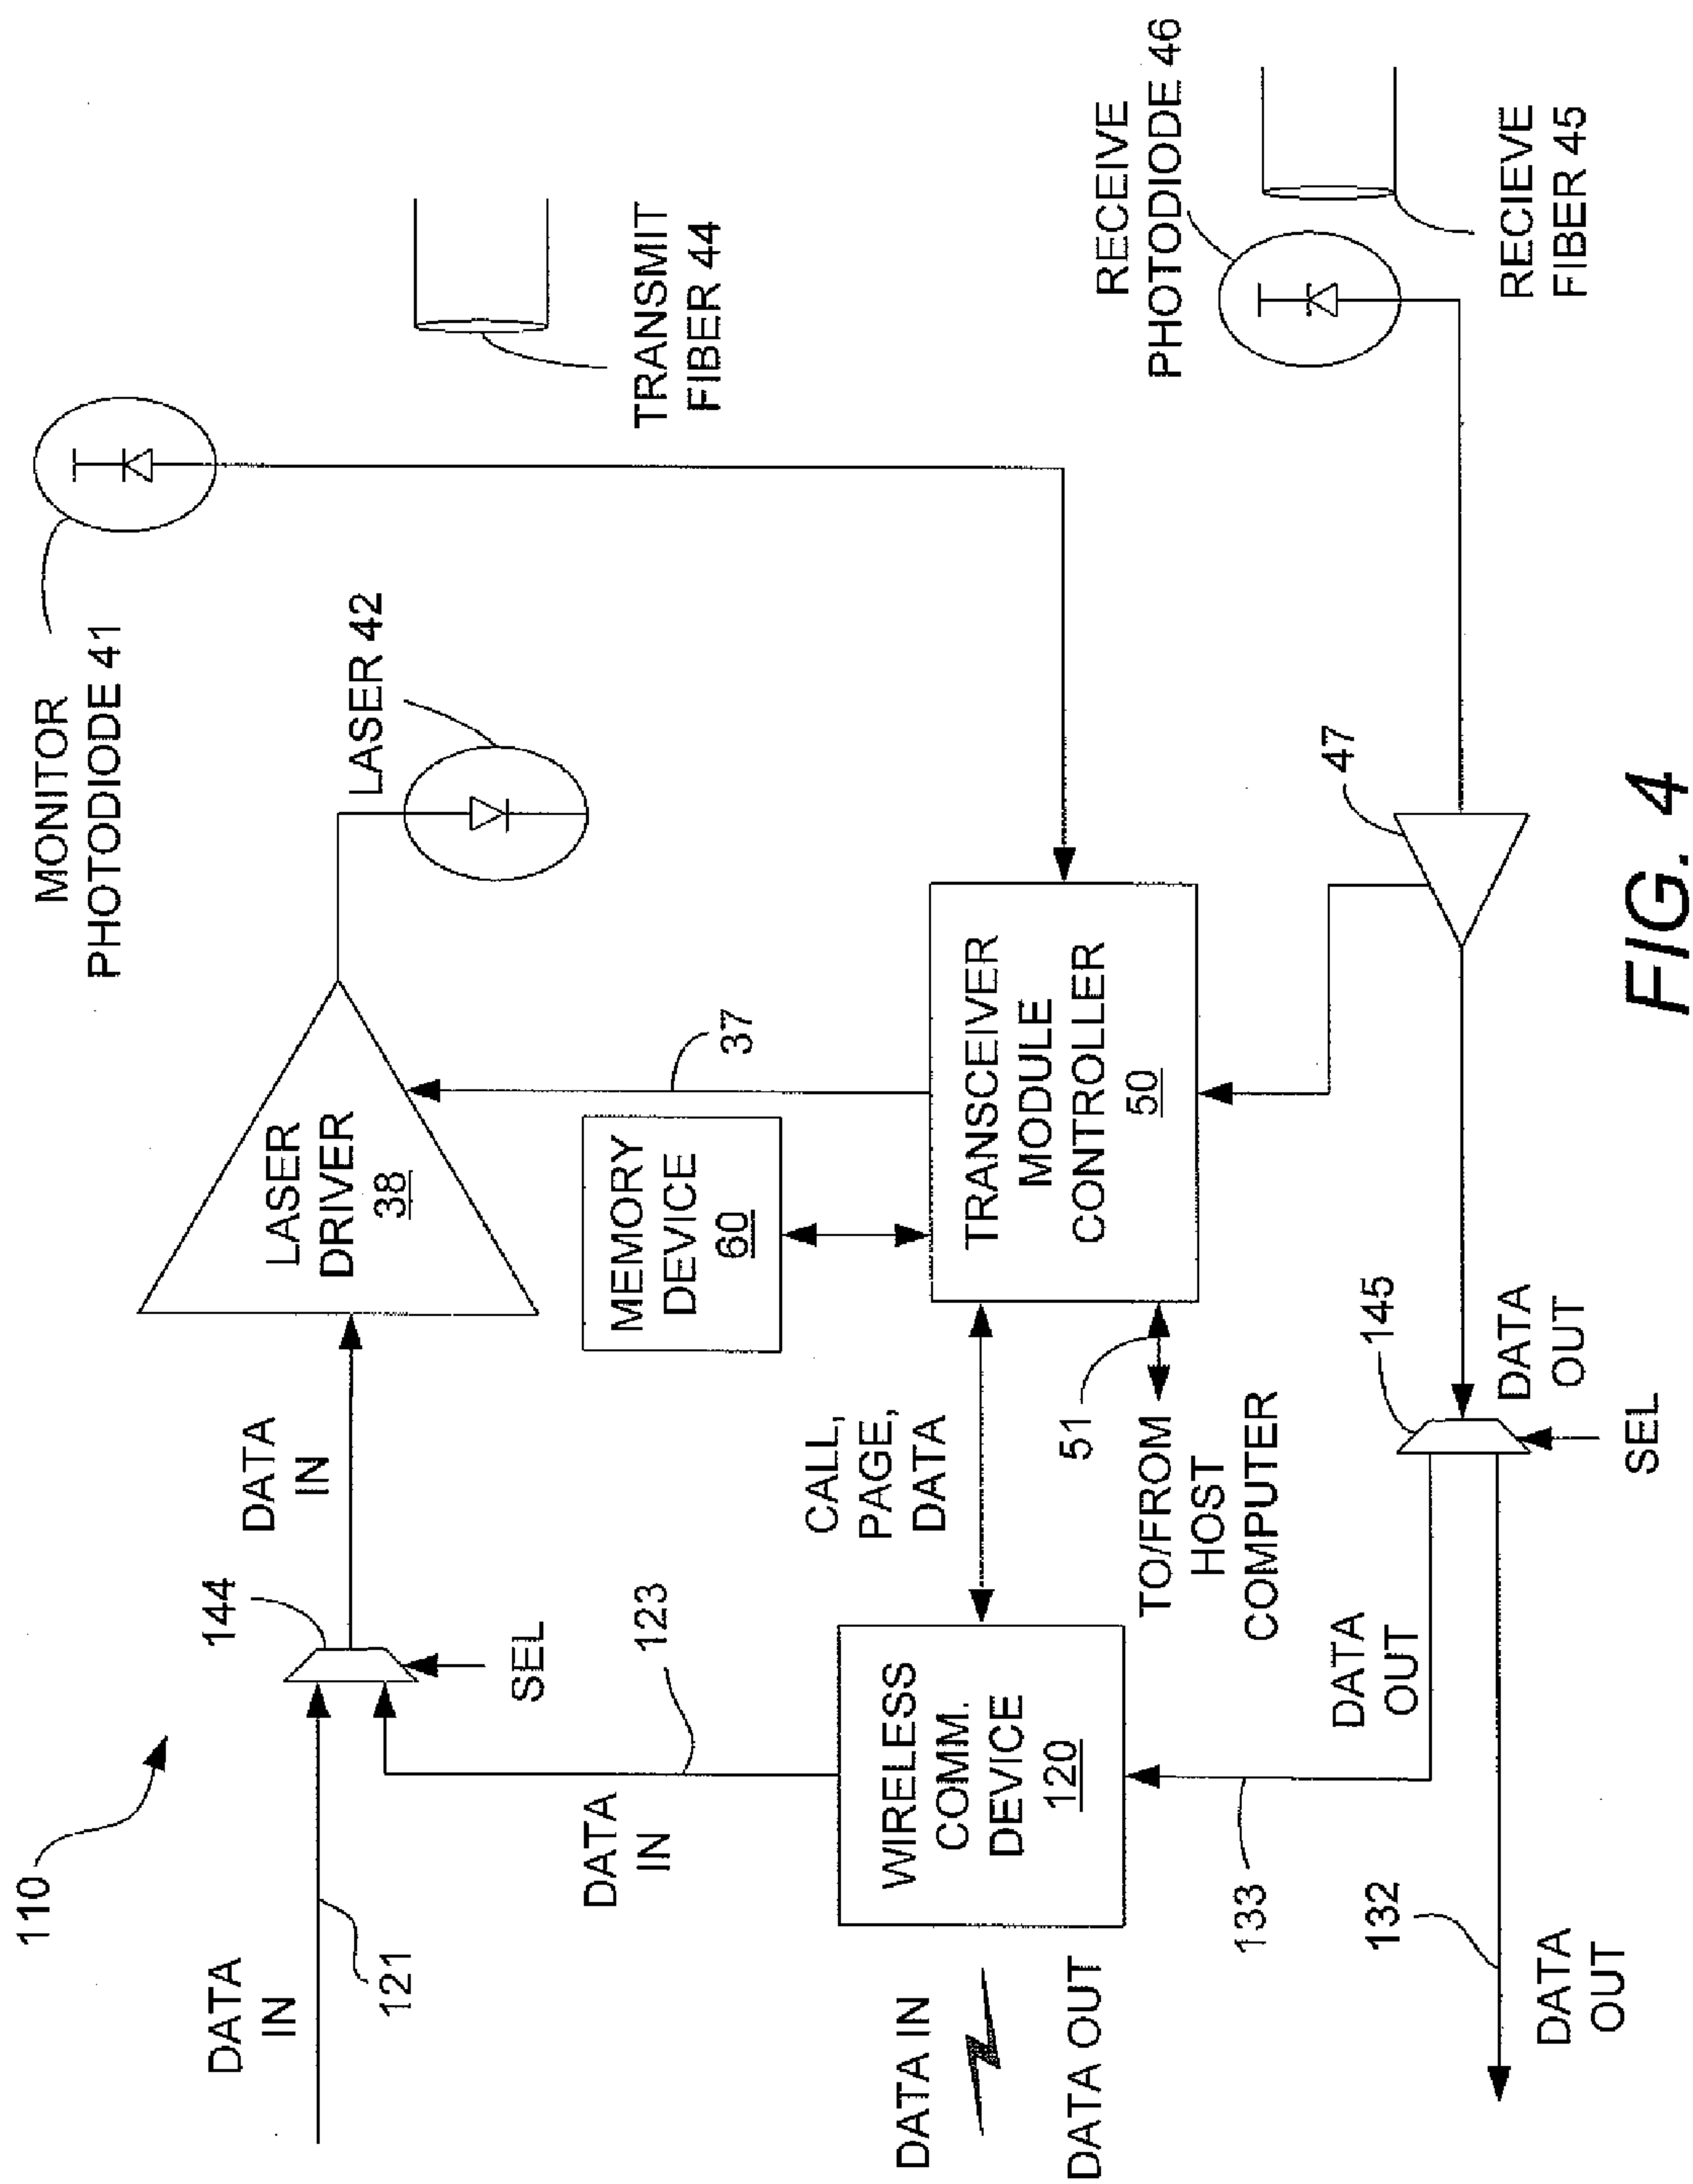 110
DATA
IN
121
144
SEL
DATA
IN
LASER
DRIVER
38
MONITOR
PHOTODIODE 41
LASER 42
TRANSMIT
FIBER 44
DATA
IN
123
MEMORY
DEVICE
60
37
DATA IN
DATA OUT
WIRELESS
COMM.
DEVICE
120
CALL,
PAGE,
DATA
51
TO/FROM
HOST
COMPUTER
TRANSCEIVER
MODULE
CONTROLLER
50
RECEIVE
PHOTODIODE 46
RECIEVE
FIBER 45
47
133
DATA
OUT
145
DATA
OUT
SEL
132
DATA
OUT
FIG. 4